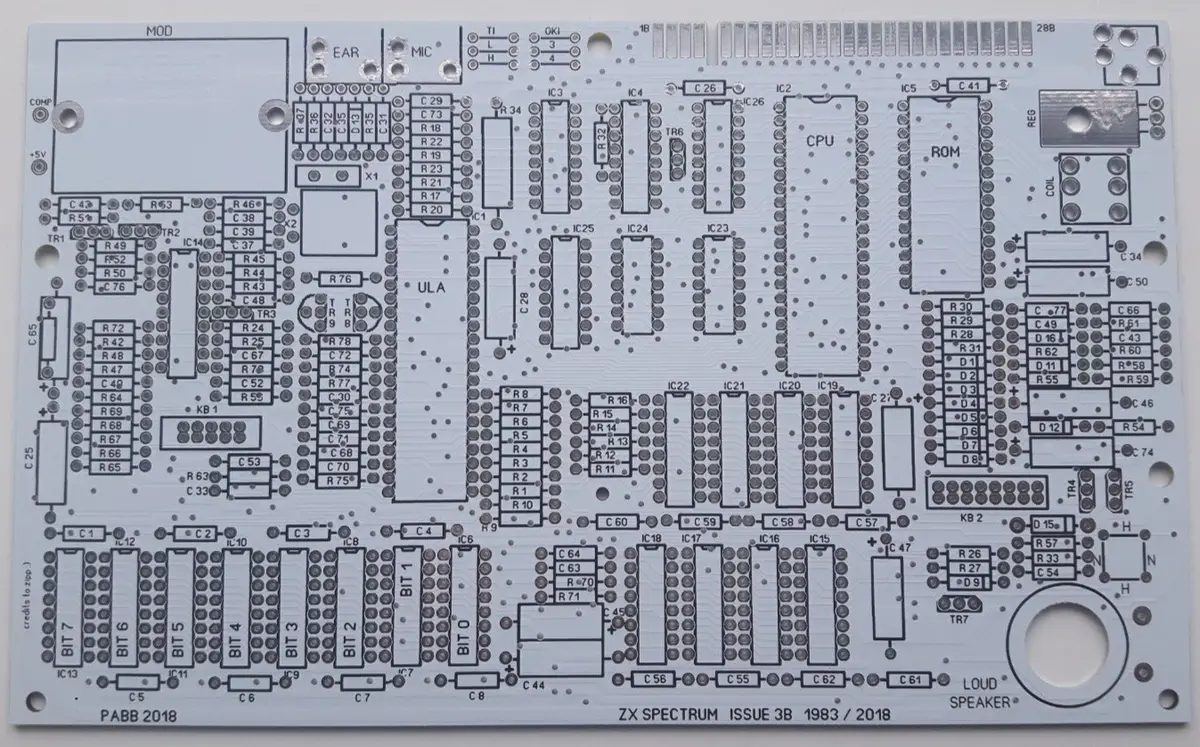 MOD
EAR
MIC
TI
L
H
OKi
3
4
1B
28B
COMP
+5V
R 37
R 36
C 32
C 35
D 13
R 35
C 31
C 29
C 73
R 18
R 22
R 19
R 23
R 21
R 17
R 20
R 34
IC3
R 32
IC4
TR6
C 26
IC26
IC2
CPU
IC5
ROM
C 41
REG
COIL
X1
X2
C 43
R 51
R 53
R 46
C 38
C 39
C 37
TR1
TR2
R 49
R 52
R 50
C 76
IC14
R 45
R 44
R 43
C 48
TR3
R 76
TR9
TR8
IC1
ULA
C 28
IC25
IC24
IC23
C 34
C 50
C 65
R 72
R 42
R 48
R 47
C 49
R 64
R 69
R 68
R 67
R 66
R 65
R 24
R 25
C 67
R 70
C 52
R 56
R 78
C 72
R 74
R 77
C 30
C 75
C 69
C 71
C 68
C 70
R 75
R 30
R 29
R 28
R 31
D 1
D 2
D 3
D 4
D 5
D 6
D 7
D 8
C 77
C 49
D 16
R 62
D 11
R 55
C 66
R 61
C 43
R 60
R 58
R 59
C 46
D 12
R 54
C 74
KB 1
C 25
C 53
R 63
C 33
R 8
R 7
R 6
R 5
R 4
R 3
R 2
R 1
R 10
R 9
R 16
R 15
R 14
R 13
R 12
R 11
IC22
IC21
IC20
IC19
C 27
KB 2
TR4
TR5
C 1
C 2
C 3
C 4
C 60
C 59
C 58
C 57
C 47
D 15
R 57
R 33
C 54
H
N
H
credits to zipp :)
IC12
IC10
IC8
IC6
BIT 7
BIT 6
BIT 5
BIT 4
BIT 3
BIT 2
BIT 1
BIT 0
IC13
IC11
IC9
IC7
C 64
C 63
R 70
R 71
C 45
C 44
IC18
IC17
IC16
IC15
R 26
R 27
D 9
TR7
C 5
C 6
C 7
C 8
C 56
C 55
C 62
C 61
LOUD
SPEAKER
PABB 2018
ZX SPECTRUM ISSUE 3B 1983 / 2018